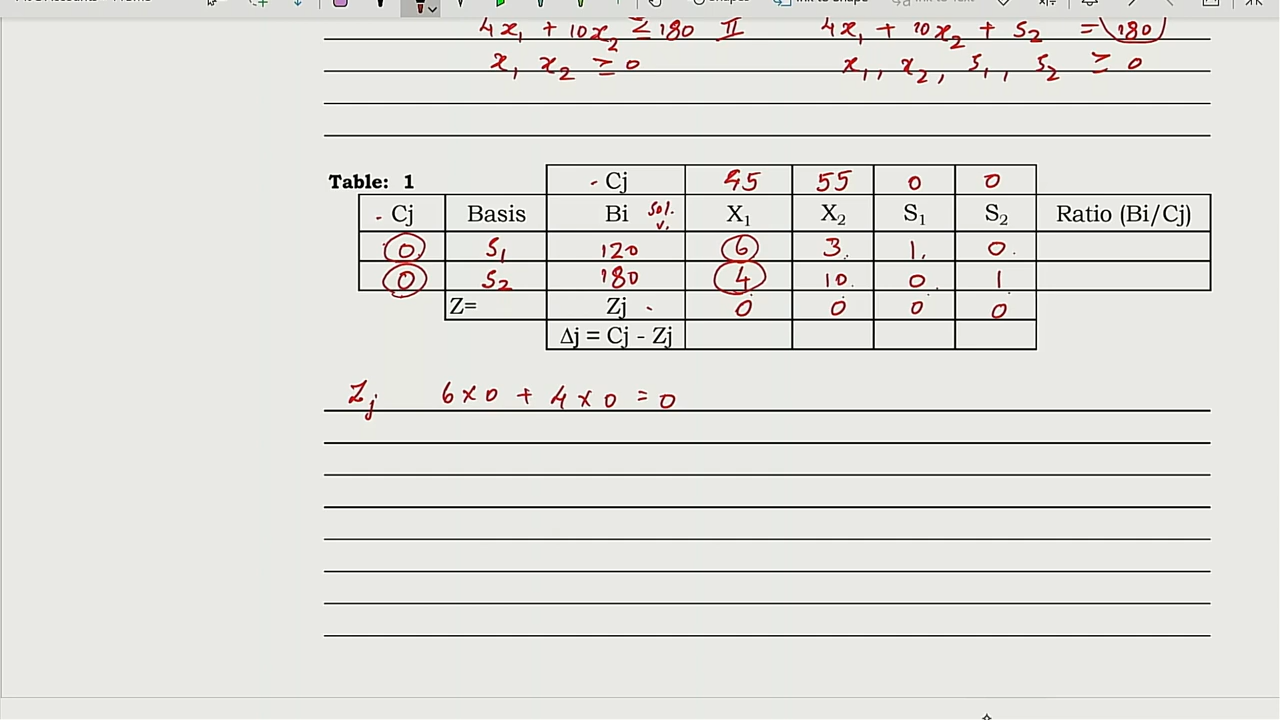 4x₁ + 10x₂ ≤ 180 II 4x₁ + 10x₂ + S₂ = 180
x₁ x₂ ≥ 0 x₁, x₂, S₁, S₂ ≥ 0
Table: 1 Cj 45 55 0 0
Cj Basis Bi Sol. v. X₁ X₂ S₁ S₂ Ratio (Bi/Cj)
0 S₁ 120 6 3 1 0
0 S₂ 180 4 10 0 1
Z= Zj 0 0 0 0
Δj = Cj - Zj
Zj 6 × 0 + 4 × 0 = 0